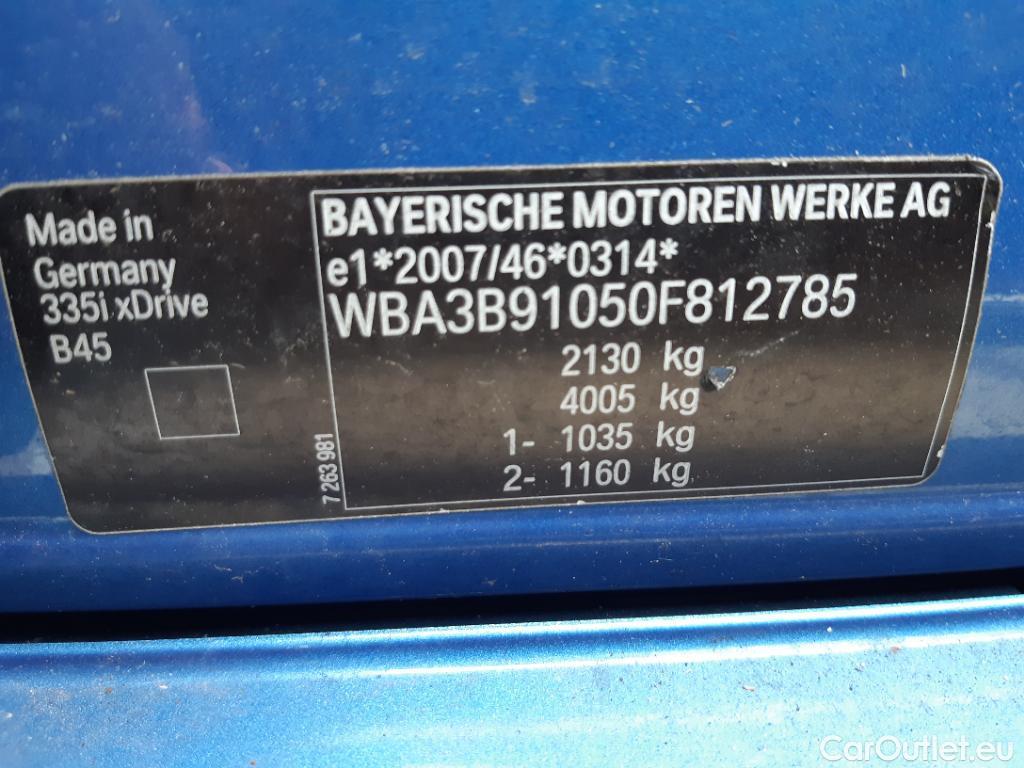 Made in
Germany
335i xDrive
B45
7 263 981
BAYERISCHE MOTOREN WERKE AG
e1*2007/46*0314*
WBA3B91050F812785
2130 kg
4005 kg
1- 1035 kg
2- 1160 kg
CarOutlet.eu